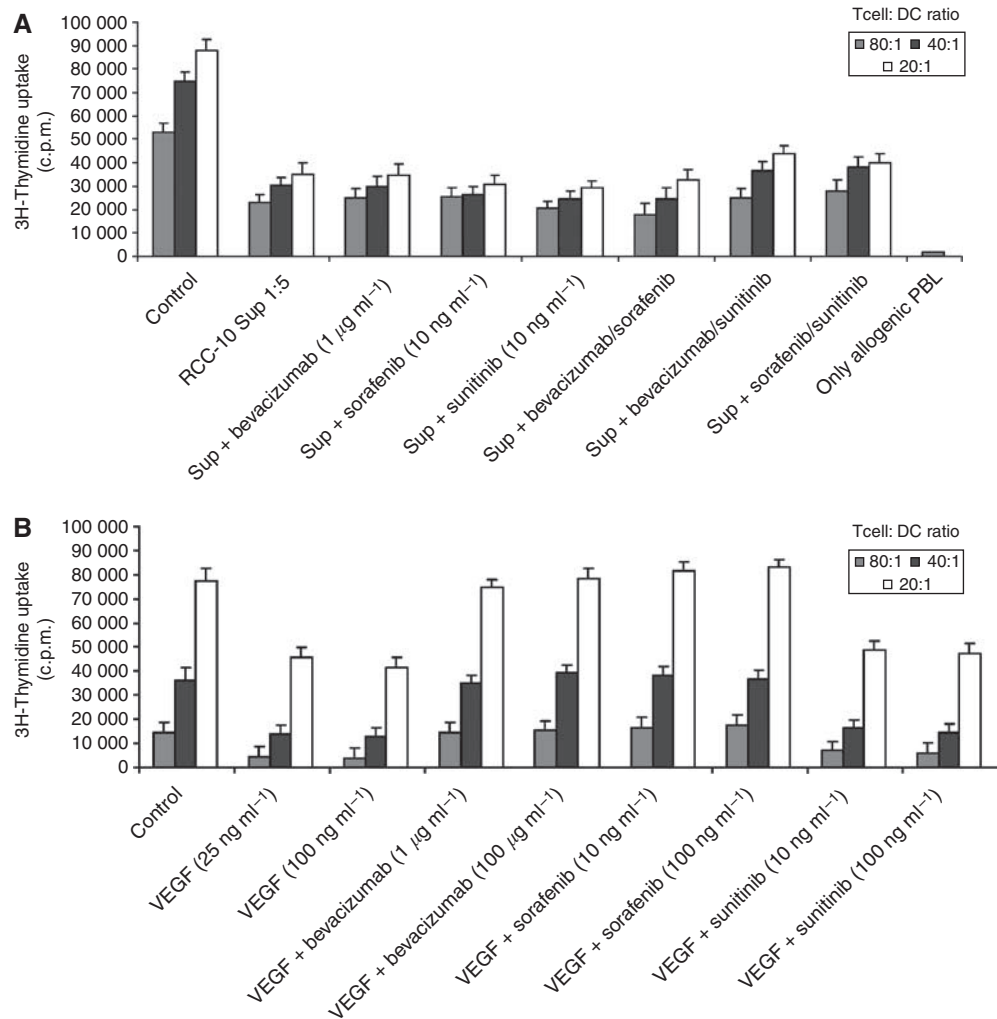 A
Tcell: DC ratio
80:1 40:1
20:1
3H-Thymidine uptake
(c.p.m.)
100 000
90 000
80 000
70 000
60 000
50 000
40 000
30 000
20 000
10 000
0
Control
RCC-10 Sup 1:5
Sup + bevacizumab (1 µg ml⁻¹)
Sup + sorafenib (10 ng ml⁻¹)
Sup + sunitinib (10 ng ml⁻¹)
Sup + bevacizumab/sorafenib
Sup + bevacizumab/sunitinib
Sup + sorafenib/sunitinib
Only allogenic PBL
B
Tcell: DC ratio
80:1 40:1
20:1
3H-Thymidine uptake
(c.p.m.)
100 000
90 000
80 000
70 000
60 000
50 000
40 000
30 000
20 000
10 000
0
Control
VEGF (25 ng ml⁻¹)
VEGF (100 ng ml⁻¹)
VEGF + bevacizumab (1 µg ml⁻¹)
VEGF + bevacizumab (100 µg ml⁻¹)
VEGF + sorafenib (10 ng ml⁻¹)
VEGF + sorafenib (100 ng ml⁻¹)
VEGF + sunitinib (10 ng ml⁻¹)
VEGF + sunitinib (100 ng ml⁻¹)